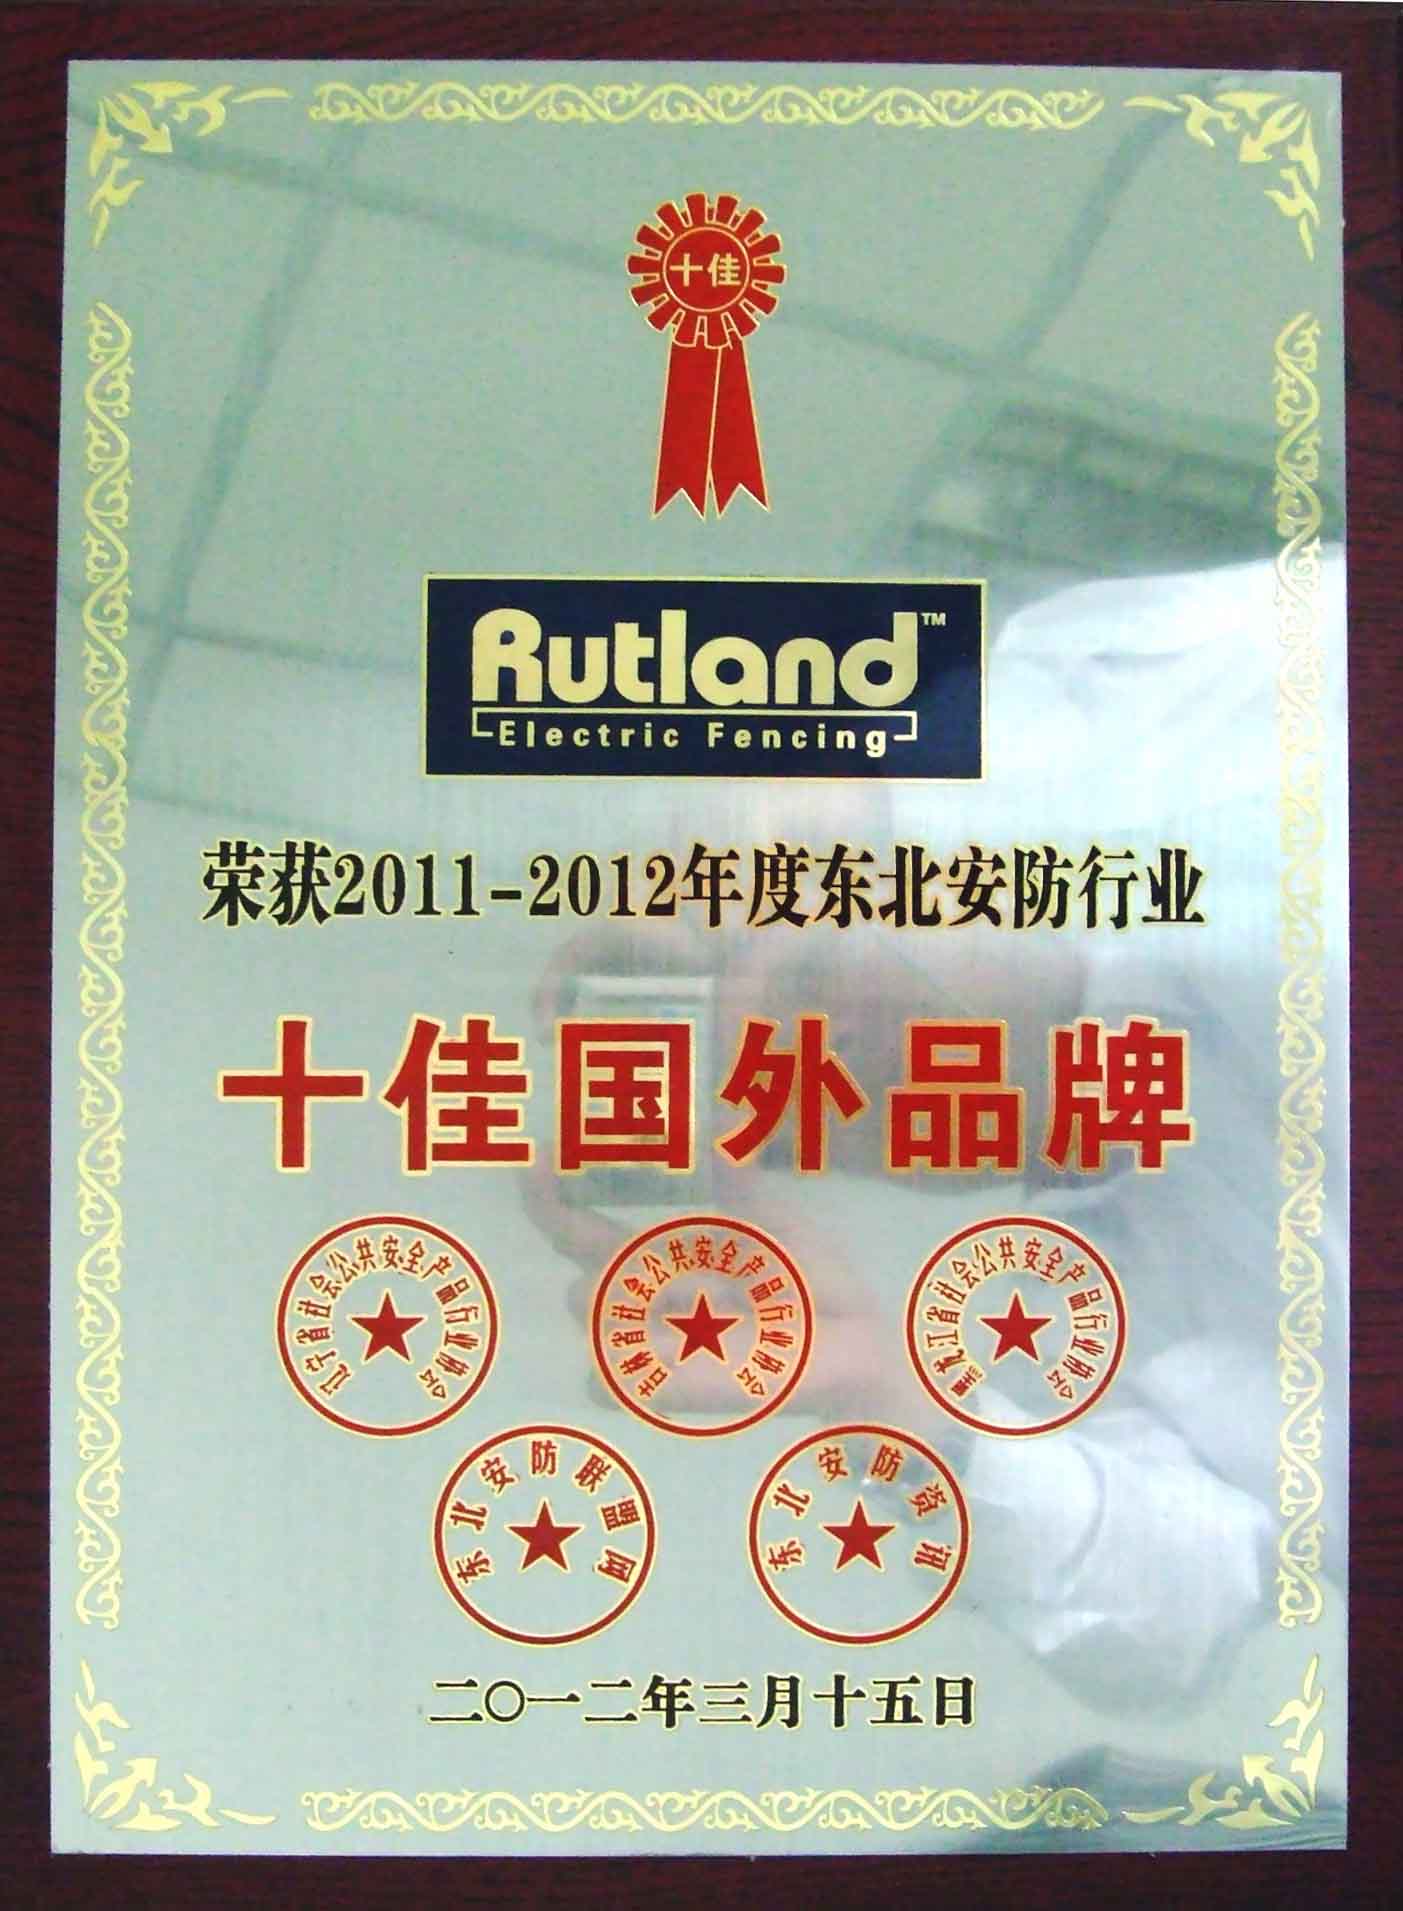 十佳
Rutland™
Electric Fencing
荣获2011-2012年度东北安防行业
十佳国外品牌
辽宁省社会公共安全产品行业协会
吉林省社会公共安全产品行业协会
黑龙江省社会公共安全产品行业协会
东北安防联盟网
东北安防资讯
二〇一二年三月十五日